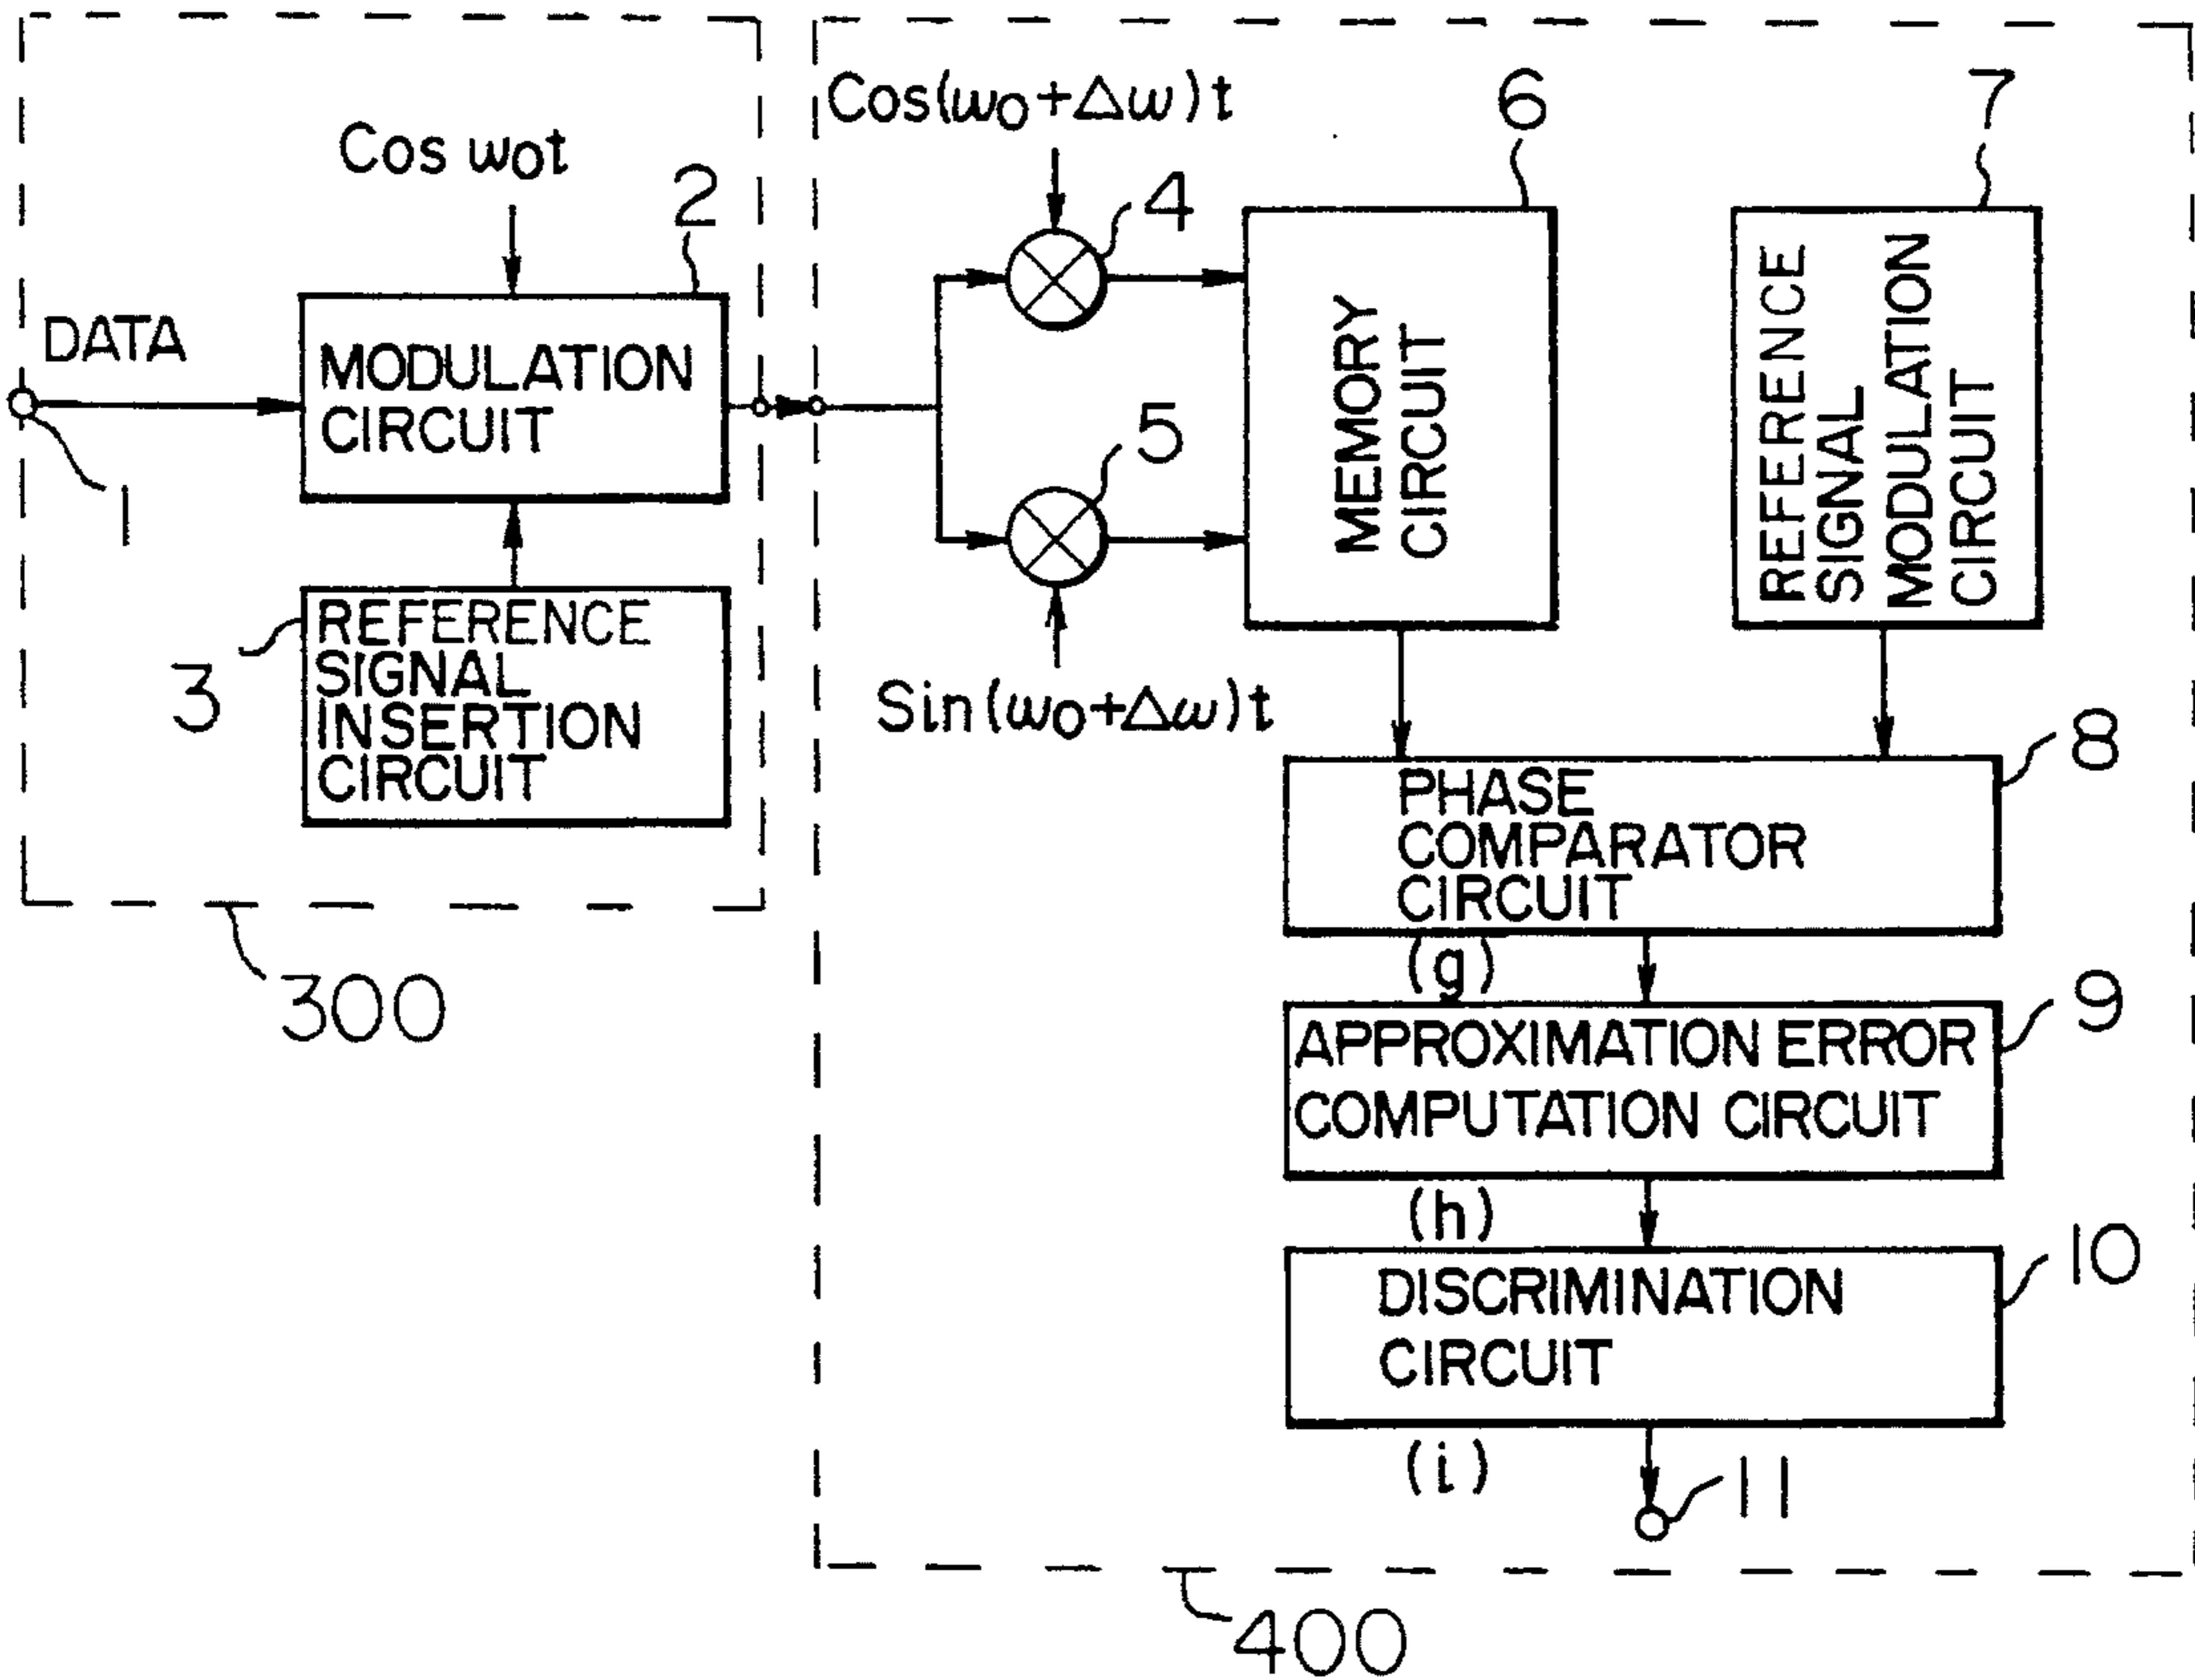 Cos ω0t
2
DATA
MODULATION
CIRCUIT
1
3
REFERENCE
SIGNAL
INSERTION
CIRCUIT
300
Cos(ω0+Δω)t
4
5
Sin(ω0+Δω)t
6
MEMORY
CIRCUIT
7
REFERENCE
SIGNAL
MODULATION
CIRCUIT
8
PHASE
COMPARATOR
CIRCUIT
(g)
9
APPROXIMATION ERROR
COMPUTATION CIRCUIT
(h)
10
DISCRIMINATION
CIRCUIT
(i)
11
400